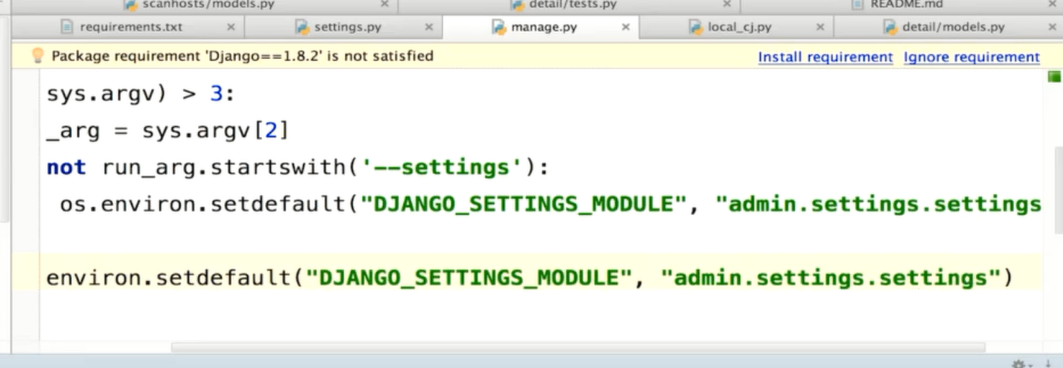 scanhosts/models.py detail/tests.py README.md
requirements.txt settings.py manage.py local_cj.py detail/models.py
Package requirement 'Django==1.8.2' is not satisfied Install requirement Ignore requirement
sys.argv) > 3:
_arg = sys.argv[2]
not run_arg.startswith('--settings'):
os.environ.setdefault("DJANGO_SETTINGS_MODULE", "admin.settings.settings
environ.setdefault("DJANGO_SETTINGS_MODULE", "admin.settings.settings")